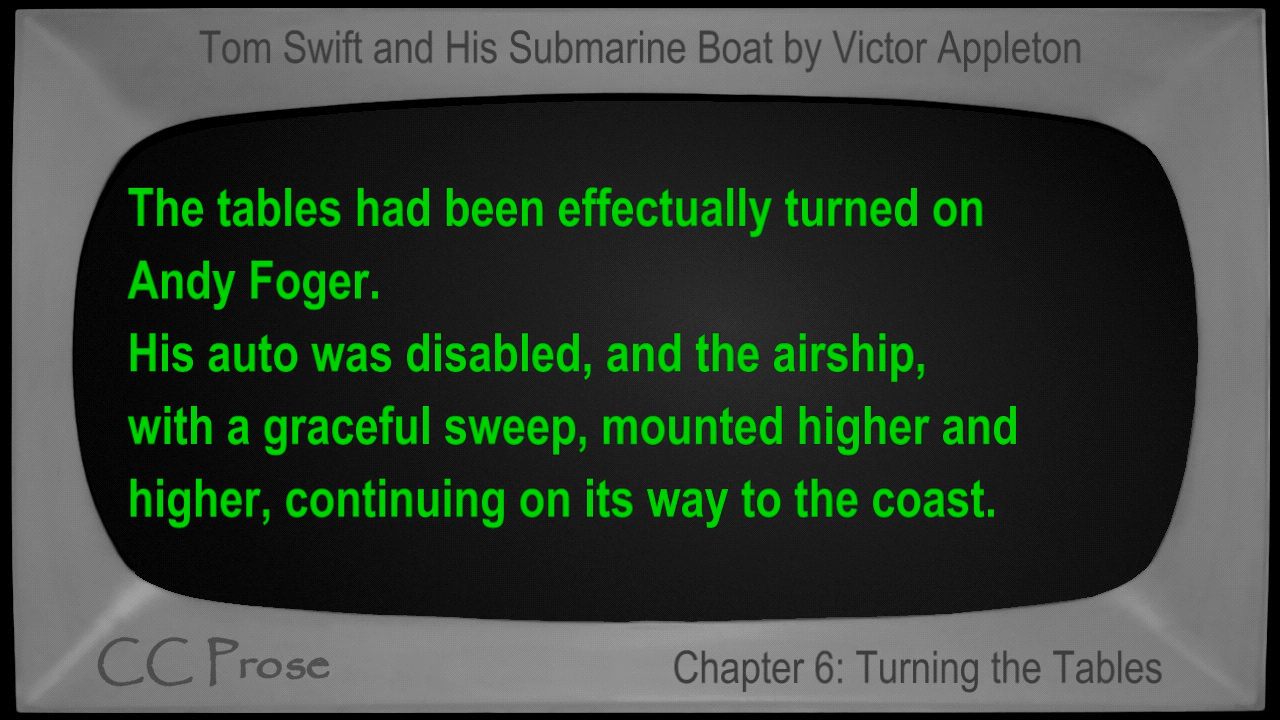 Tom Swift and His Submarine Boat by Victor Appleton
The tables had been effectually turned on
Andy Foger.
His auto was disabled, and the airship,
with a graceful sweep, mounted higher and
higher, continuing on its way to the coast.
CC Prose
Chapter 6: Turning the Tables